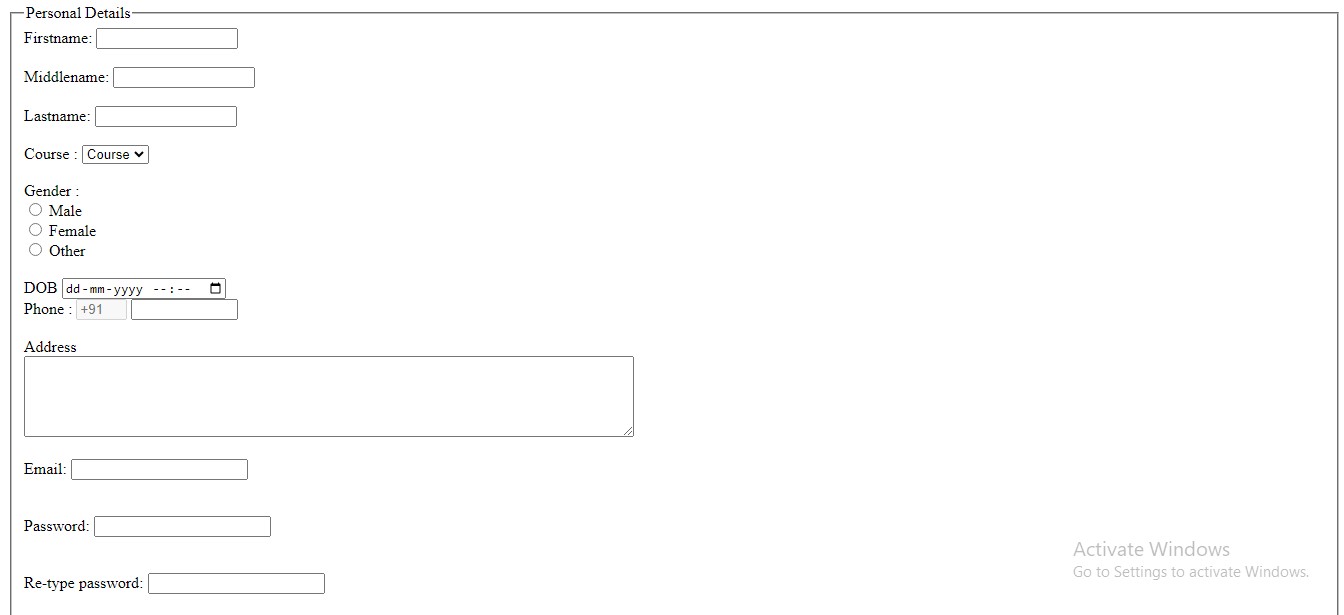 Personal Details
Firstname:
Middlename:
Lastname:
Course : Course
Gender :
Male
Female
Other
DOB dd-mm-yyyy --:--
Phone : +91
Address
Email:
Password:
Re-type password:
Activate Windows
Go to Settings to activate Windows.